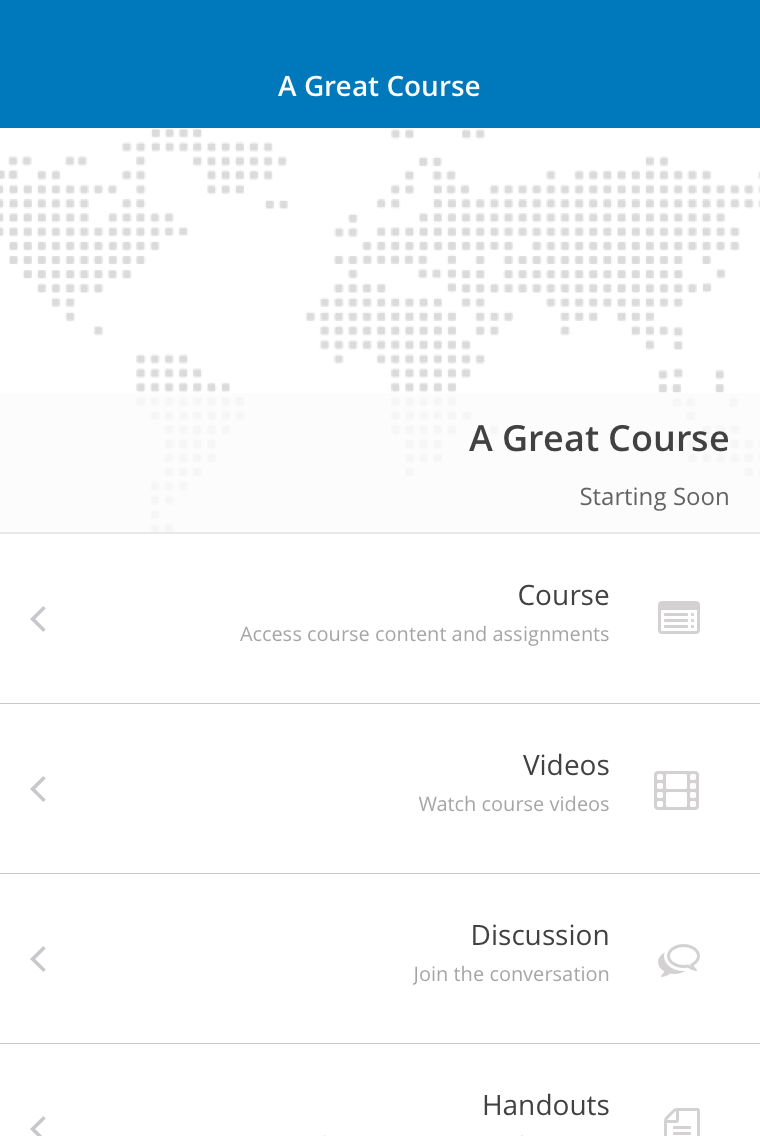 A Great Course
A Great Course
Starting Soon
Course
Access course content and assignments
Videos
Watch course videos
Discussion
Join the conversation
Handouts